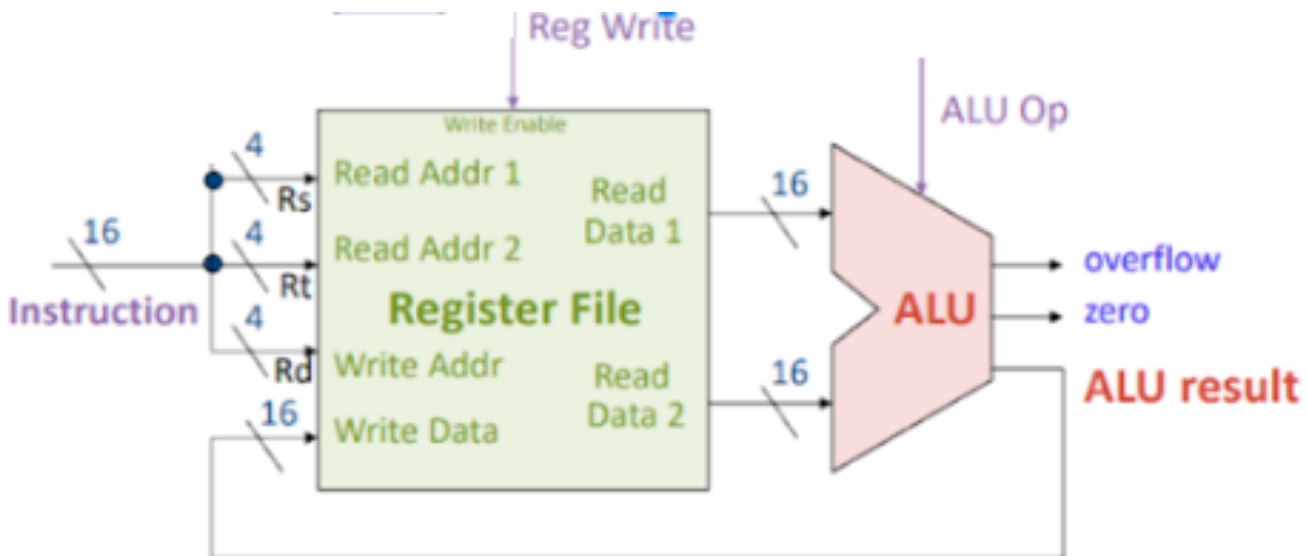 Reg Write
ALU Op
Write Enable
4
Read Addr 1
Rs
Read
Data 1
16
16
Instruction
4
Read Addr 2
Rt
Register File
ALU
overflow
zero
4
Rd
Write Addr
Read
Data 2
16
ALU result
16
Write Data